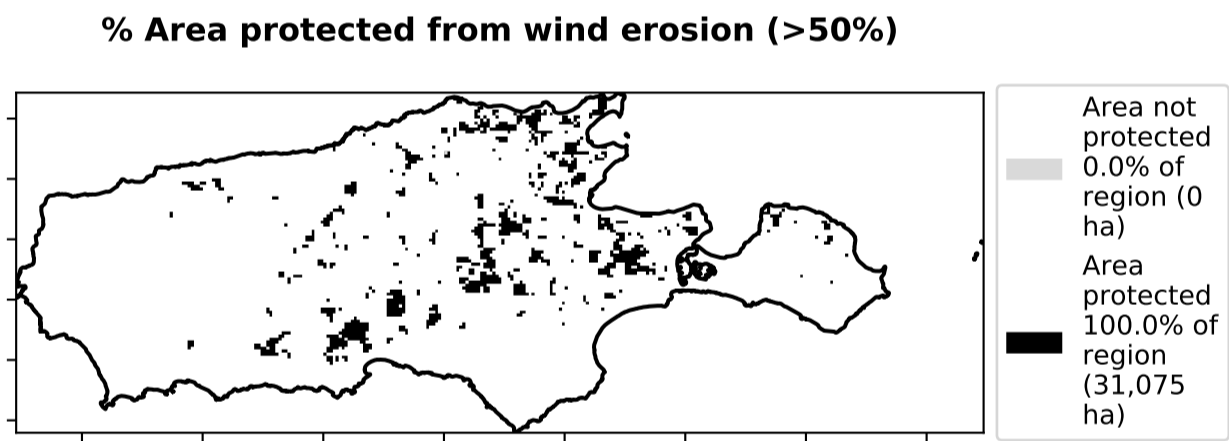 % Area protected from wind erosion (>50%)
Area not
protected
0.0% of
region (0
ha)
Area
protected
100.0% of
region
(31,075
ha)